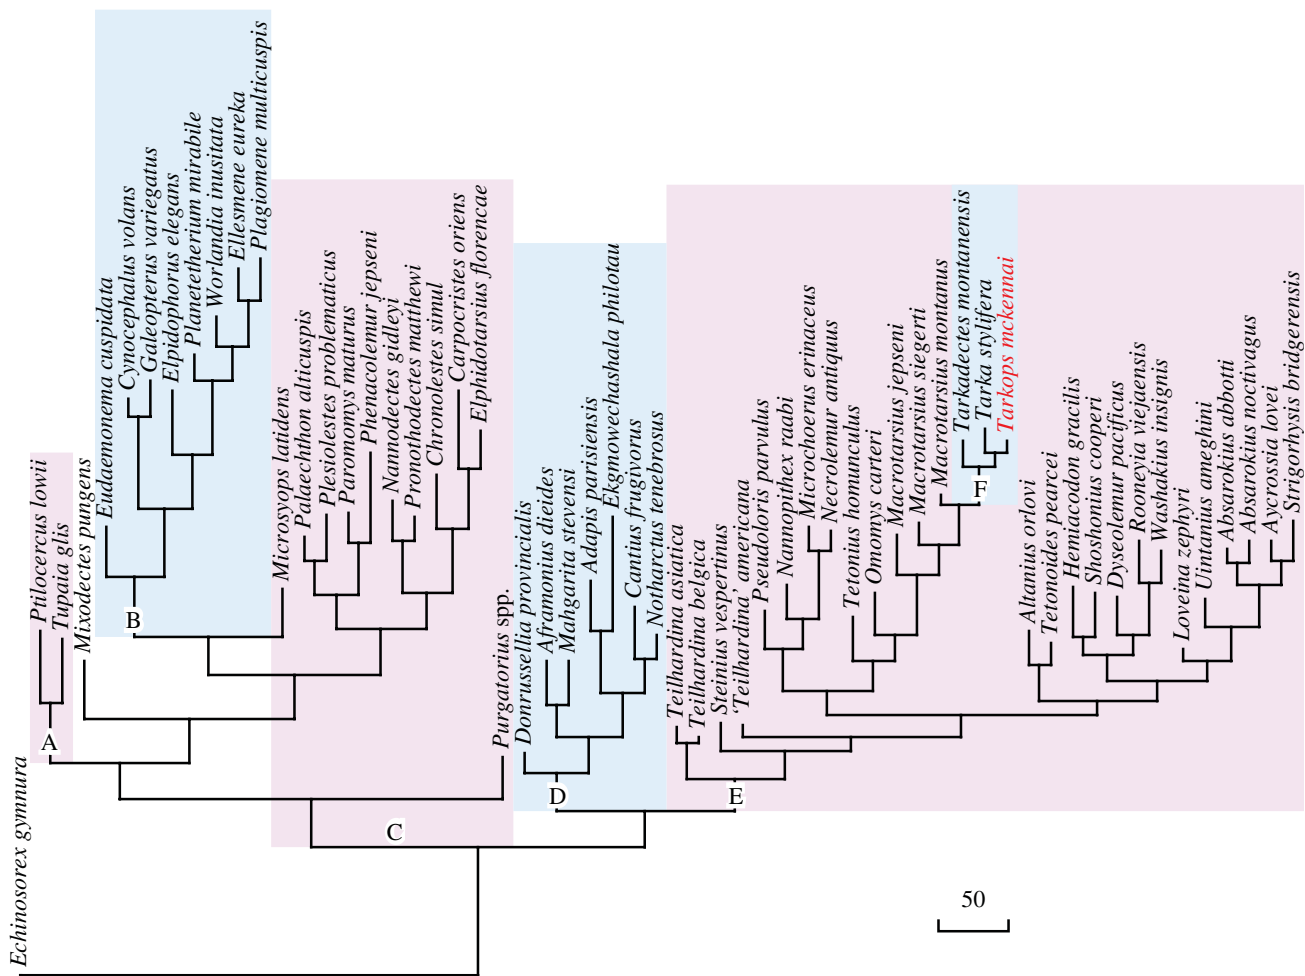 Echinosorex gymnura
Ptilocercus lowii
Tupaia glis
Mixodectes pungens
Eudaemonema cuspidata
Cynocephalus volans
Galeopterus variegatus
Elpidophorus elegans
Planetetherium mirabile
Worlandia inusitata
Ellesmene eureka
Plagiomene multicuspis
Microsyops latidens
Palaechthon alticuspis
Plesiolestes problematicus
Paromomys maturus
Phenacolemur jepseni
Nannodectes gidleyi
Pronothodectes matthewi
Chronolestes simul
Carpocristes oriens
Elphidotarsius florencae
Purgatorius spp.
Donrussellia provincialis
Aframonius dieides
Mahgarita stevensi
Adapis parisiensis
Ekgmowechashala philotau
Cantius frugivorus
Notharctus tenebrosus
Teilhardina asiatica
Teilhardina belgica
Steinius vespertinus
‘Teilhardina’ americana
Pseudoloris parvulus
Nannopithex raabi
Microchoerus erinaceus
Necrolemur antiquus
Tetonius homunculus
Omomys carteri
Macrotarsius jepseni
Macrotarsius siegerti
Macrotarsius montanus
Tarkadectes montanensis
Tarka stylifera
Tarkops mckennai
Altanius orlovi
Tetonoides pearcei
Hemiacodon gracilis
Shoshonius cooperi
Dyseolemur pacificus
Rooneyia viejaensis
Washakius insignis
Loveina zephyri
Uintanius ameghini
Absarokius abbotti
Absarokius noctivagus
Aycrossia lovei
Strigorhysis bridgerensis
A
B
C
D
E
F
50